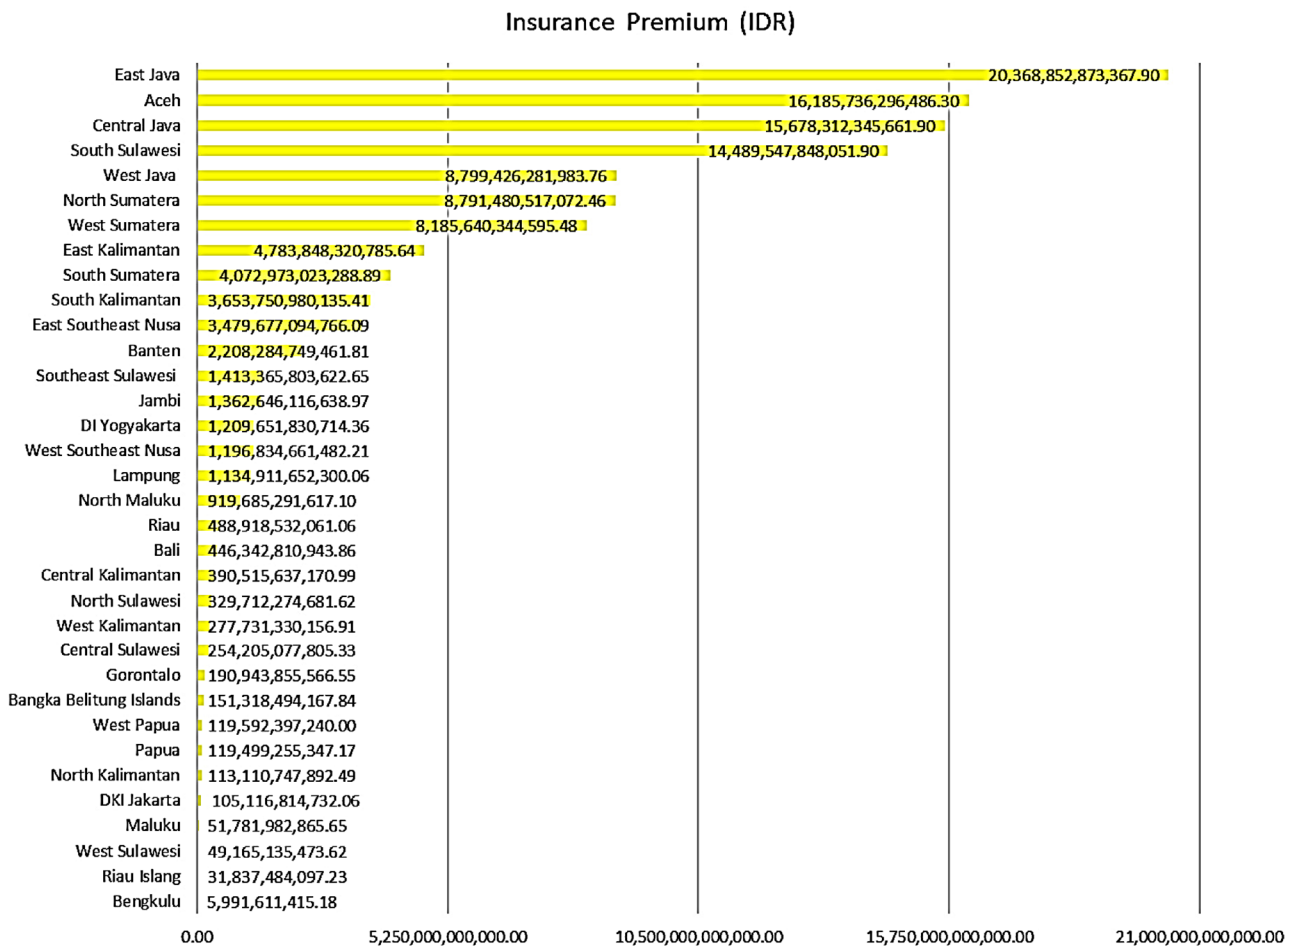 Insurance Premium (IDR)
East Java 20,368,852,873,367.90
Aceh 16,185,736,296,486.30
Central Java 15,678,312,345,661.90
South Sulawesi 14,489,547,848,051.90
West Java 8,799,426,281,983.76
North Sumatera 8,791,480,517,072.46
West Sumatera 8,185,640,344,595.48
East Kalimantan 4,783,848,320,785.64
South Sumatera 4,072,973,023,288.89
South Kalimantan 3,653,750,980,135.41
East Southeast Nusa 3,479,677,094,766.09
Banten 2,208,284,749,461.81
Southeast Sulawesi 1,413,365,803,622.65
Jambi 1,362,646,116,638.97
DI Yogyakarta 1,209,651,830,714.36
West Southeast Nusa 1,196,834,661,482.21
Lampung 1,134,911,652,300.06
North Maluku 919,685,291,617.10
Riau 488,918,532,061.06
Bali 446,342,810,943.86
Central Kalimantan 390,515,637,170.99
North Sulawesi 329,712,274,681.62
West Kalimantan 277,731,330,156.91
Central Sulawesi 254,205,077,805.33
Gorontalo 190,943,855,566.55
Bangka Belitung Islands 151,318,494,167.84
West Papua 119,592,397,240.00
Papua 119,499,255,347.17
North Kalimantan 113,110,747,892.49
DKI Jakarta 105,116,814,732.06
Maluku 51,781,982,865.65
West Sulawesi 49,165,135,473.62
Riau Islang 31,837,484,097.23
Bengkulu 5,991,611,415.18
0.00 5,250,000,000,000.00 10,500,000,000,000.00 15,750,000,000,000.00 21,000,000,000,000.00